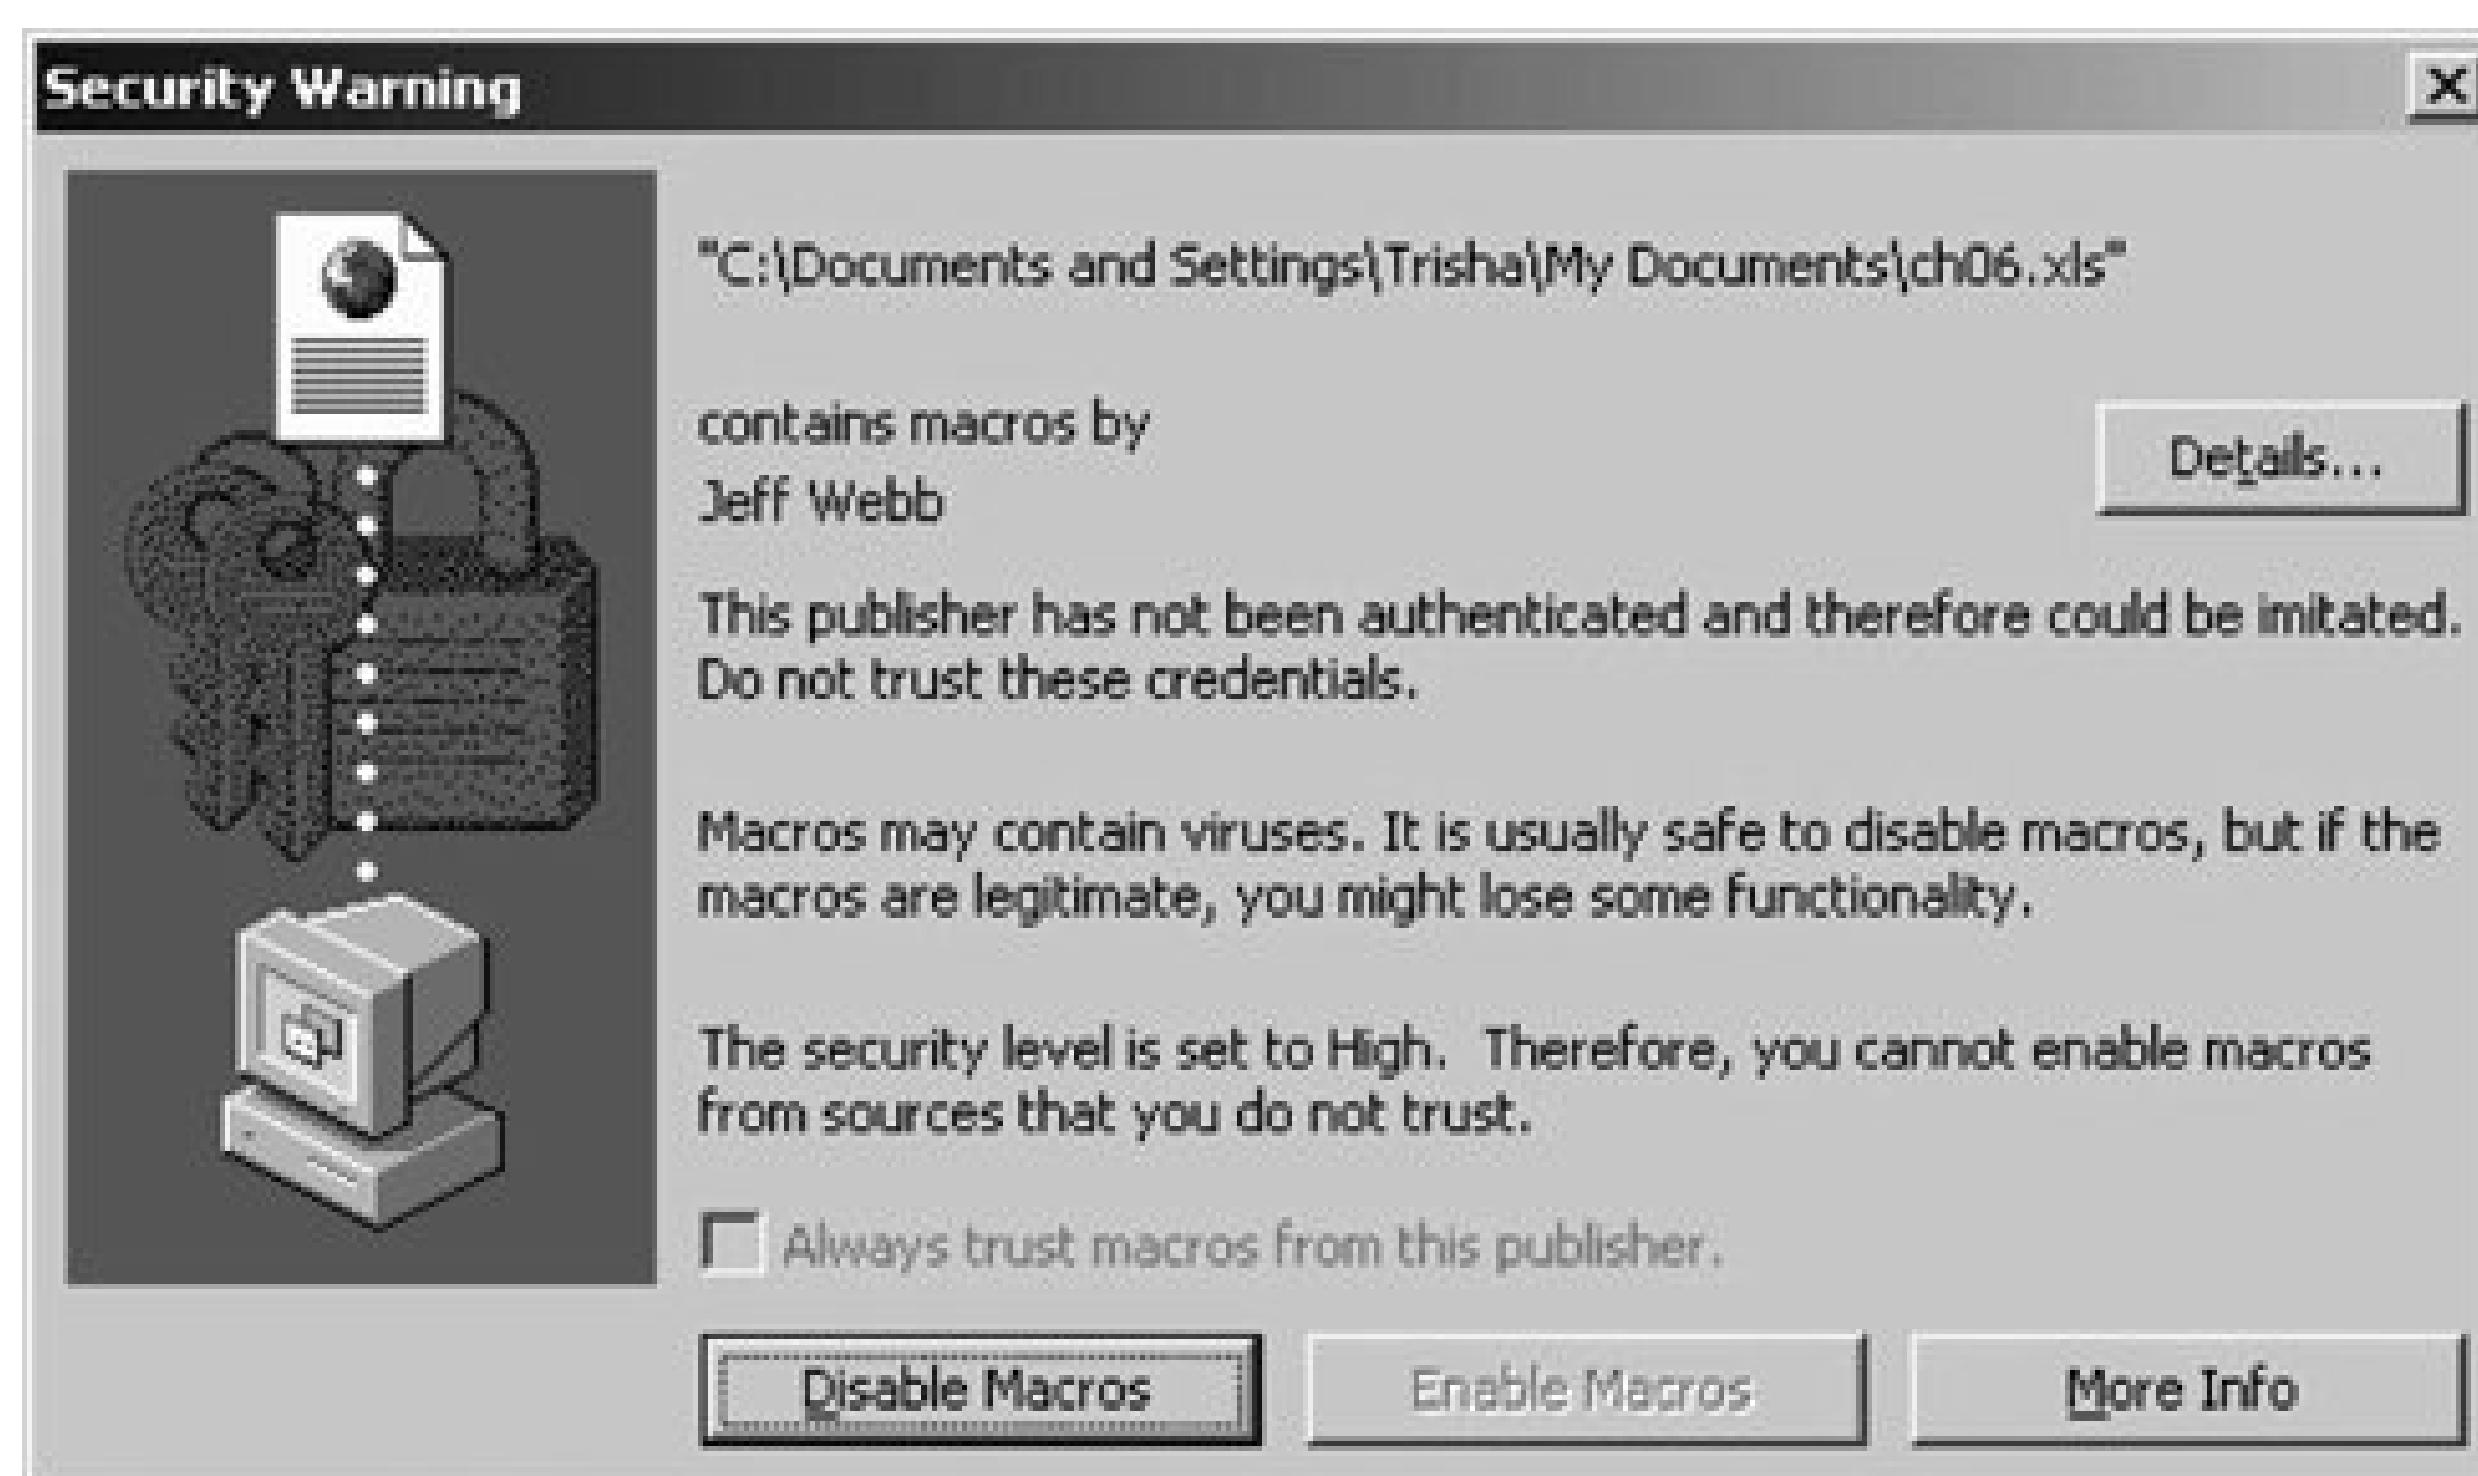 Security Warning
"C:\Documents and Settings\Trisha\My Documents\ch06.xls"
contains macros by
Details...
Jeff Webb
This publisher has not been authenticated and therefore could be imitated.
Do not trust these credentials.
Macros may contain viruses. It is usually safe to disable macros, but if the
macros are legitimate, you might lose some functionality.
The security level is set to High.  Therefore, you cannot enable macros
from sources that you do not trust.
Always trust macros from this publisher.
Disable Macros
Enable Macros
More Info